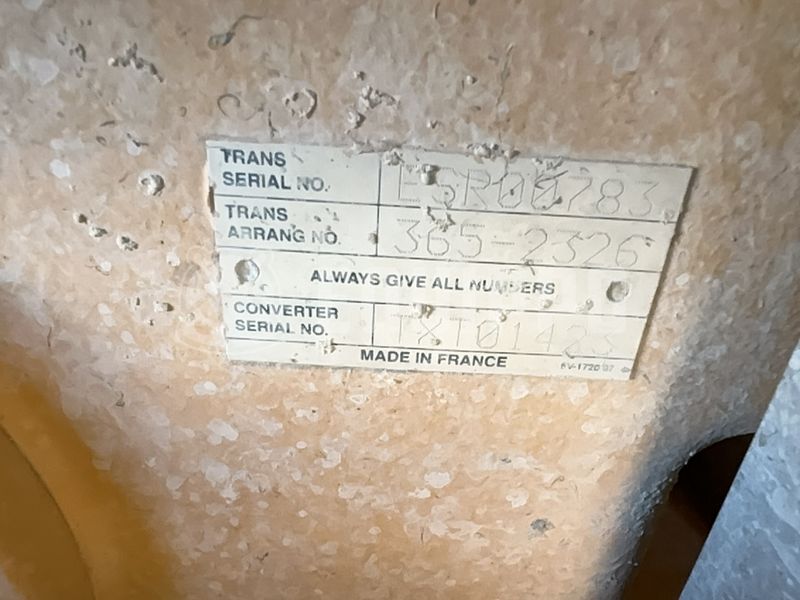 TRANS
SERIAL NO. ESR00783
TRANS
ARRANG NO. 365-2326
ALWAYS GIVE ALL NUMBERS
CONVERTER
SERIAL NO. TXT01423
MADE IN FRANCE